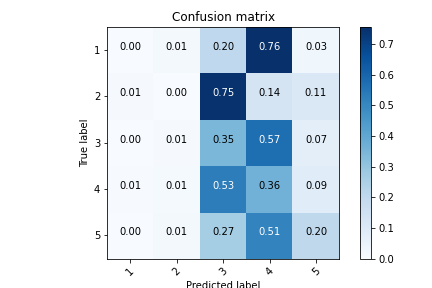 Confusion matrix
1 0.00 0.01 0.20 0.76 0.03
2 0.01 0.00 0.75 0.14 0.11
3 0.00 0.01 0.35 0.57 0.07
4 0.01 0.01 0.53 0.36 0.09
5 0.00 0.01 0.27 0.51 0.20
1 2 3 4 5
True label
Predicted label
0.7
0.6
0.5
0.4
0.3
0.2
0.1
0.0